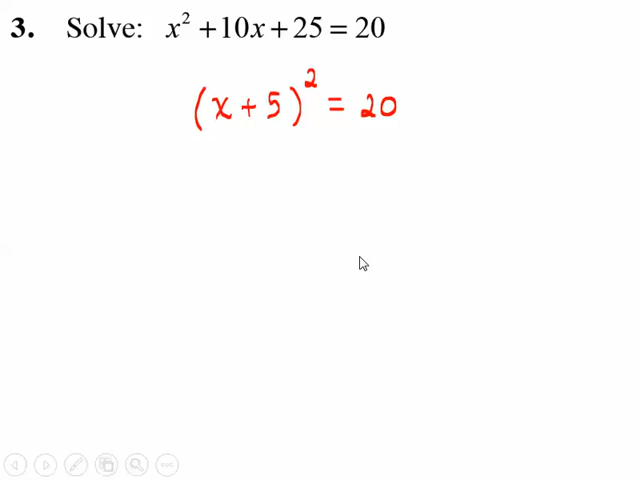 3. Solve: x² + 10x + 25 = 20
(x + 5)² = 20